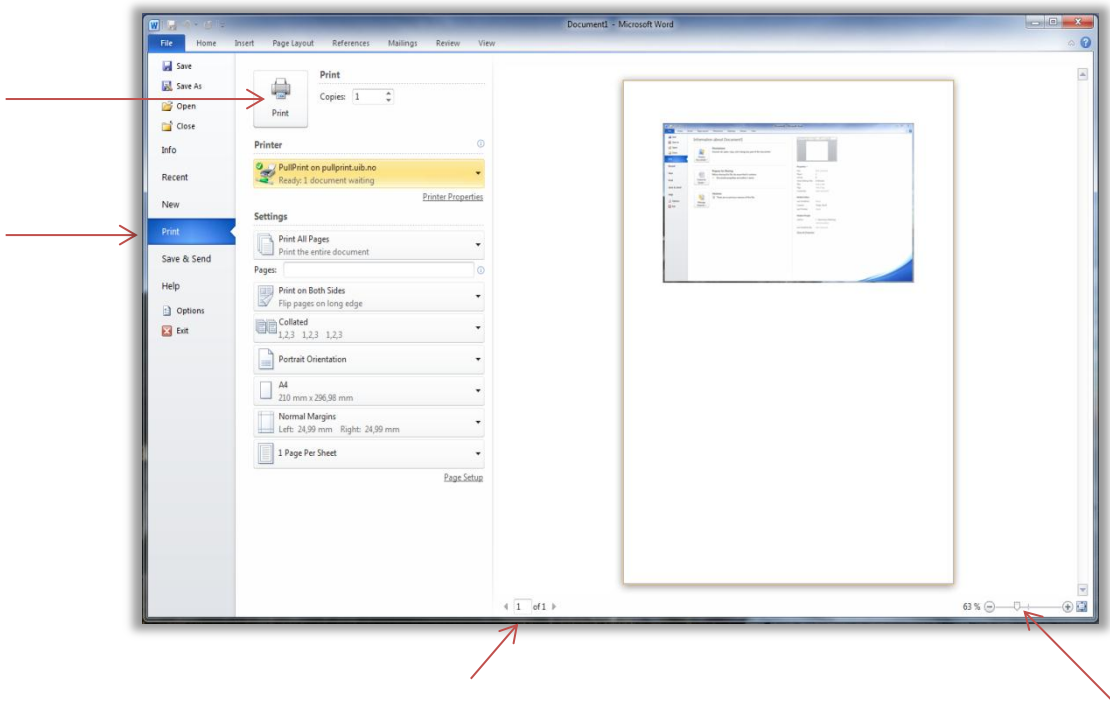 Document1 - Microsoft Word
File Home Insert Page Layout References Mailings Review View
Save
Save As
Open
Close
Info
Recent
New
Print
Save & Send
Help
Options
Exit
Print
Print
Copies: 1
Printer
PullPrint on pullprint.uib.no
Ready: 1 document waiting
Printer Properties
Settings
Print All Pages
Print the entire document
Pages:
Print on Both Sides
Flip pages on long edge
Collated
1,2,3 1,2,3 1,2,3
Portrait Orientation
A4
210 mm x 296,98 mm
Normal Margins
Left: 24,99 mm Right: 24,99 mm
1 Page Per Sheet
Page Setup
1 of 1
63 %